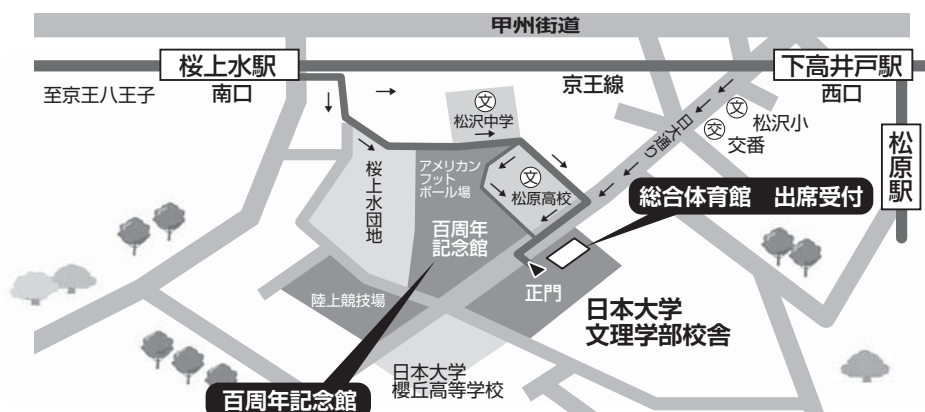 甲州街道
桜上水駅
下高井戸駅
至京王八王子
南口
京王線
西口
文
松沢中学
文
松沢小
交
交番
日大通り
松原駅
桜上水団地
アメリカン
フット
ボール場
文
松原高校
総合体育館 出席受付
百周年
記念館
正門
陸上競技場
日本大学
文理学部校舎
日本大学
櫻丘高等学校
百周年記念館